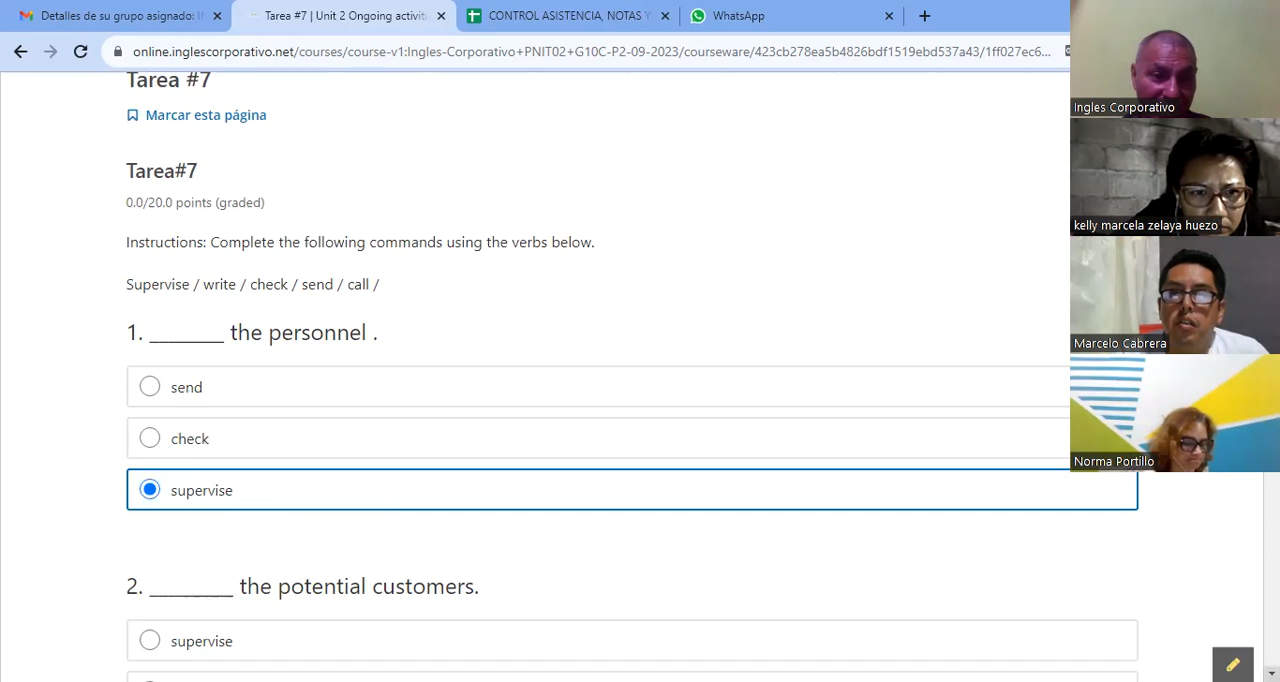 Detalles de su grupo asignado: I
Tarea #7 | Unit 2 Ongoing activiti
CONTROL ASISTENCIA, NOTAS Y
WhatsApp
online.inglescorporativo.net/courses/course-v1:Ingles-Corporativo+PNIT02+G10C-P2-09-2023/courseware/423cb278ea5b4826bdf1519ebd537a43/1ff027ec6...
Tarea #7
Marcar esta página
Tarea#7
0.0/20.0 points (graded)
Instructions: Complete the following commands using the verbs below.
Supervise / write / check / send / call /
1. _______ the personnel .
send
check
supervise
2. ________ the potential customers.
supervise
Ingles Corporativo
kelly marcela zelaya huezo
Marcelo Cabrera
Norma Portillo